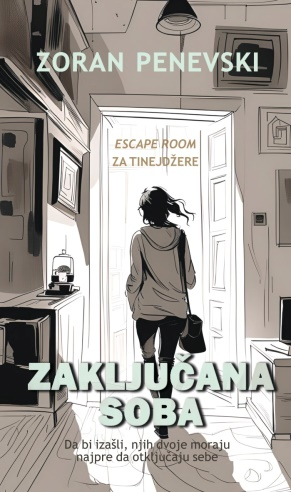 ZORAN PENEVSKI
ESCAPE ROOM
ZA TINEJDŽERE
ZAKLJUČANA
SOBA
Da bi izašli, njih dvoje moraju
najpre da otključaju sebe